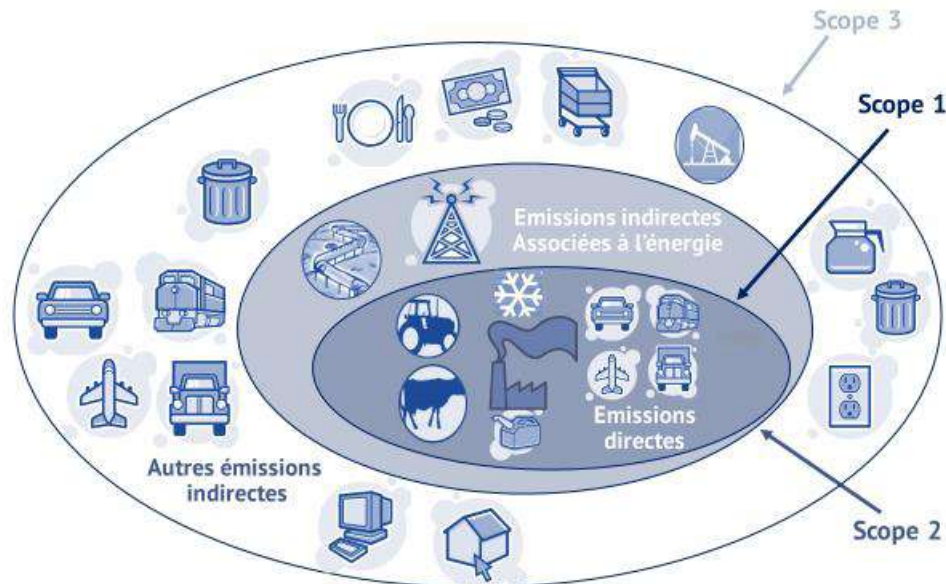 Scope 3
Scope 1
Emissions indirectes
Associées à l'énergie
Emissions
directes
Autres émissions
indirectes
Scope 2